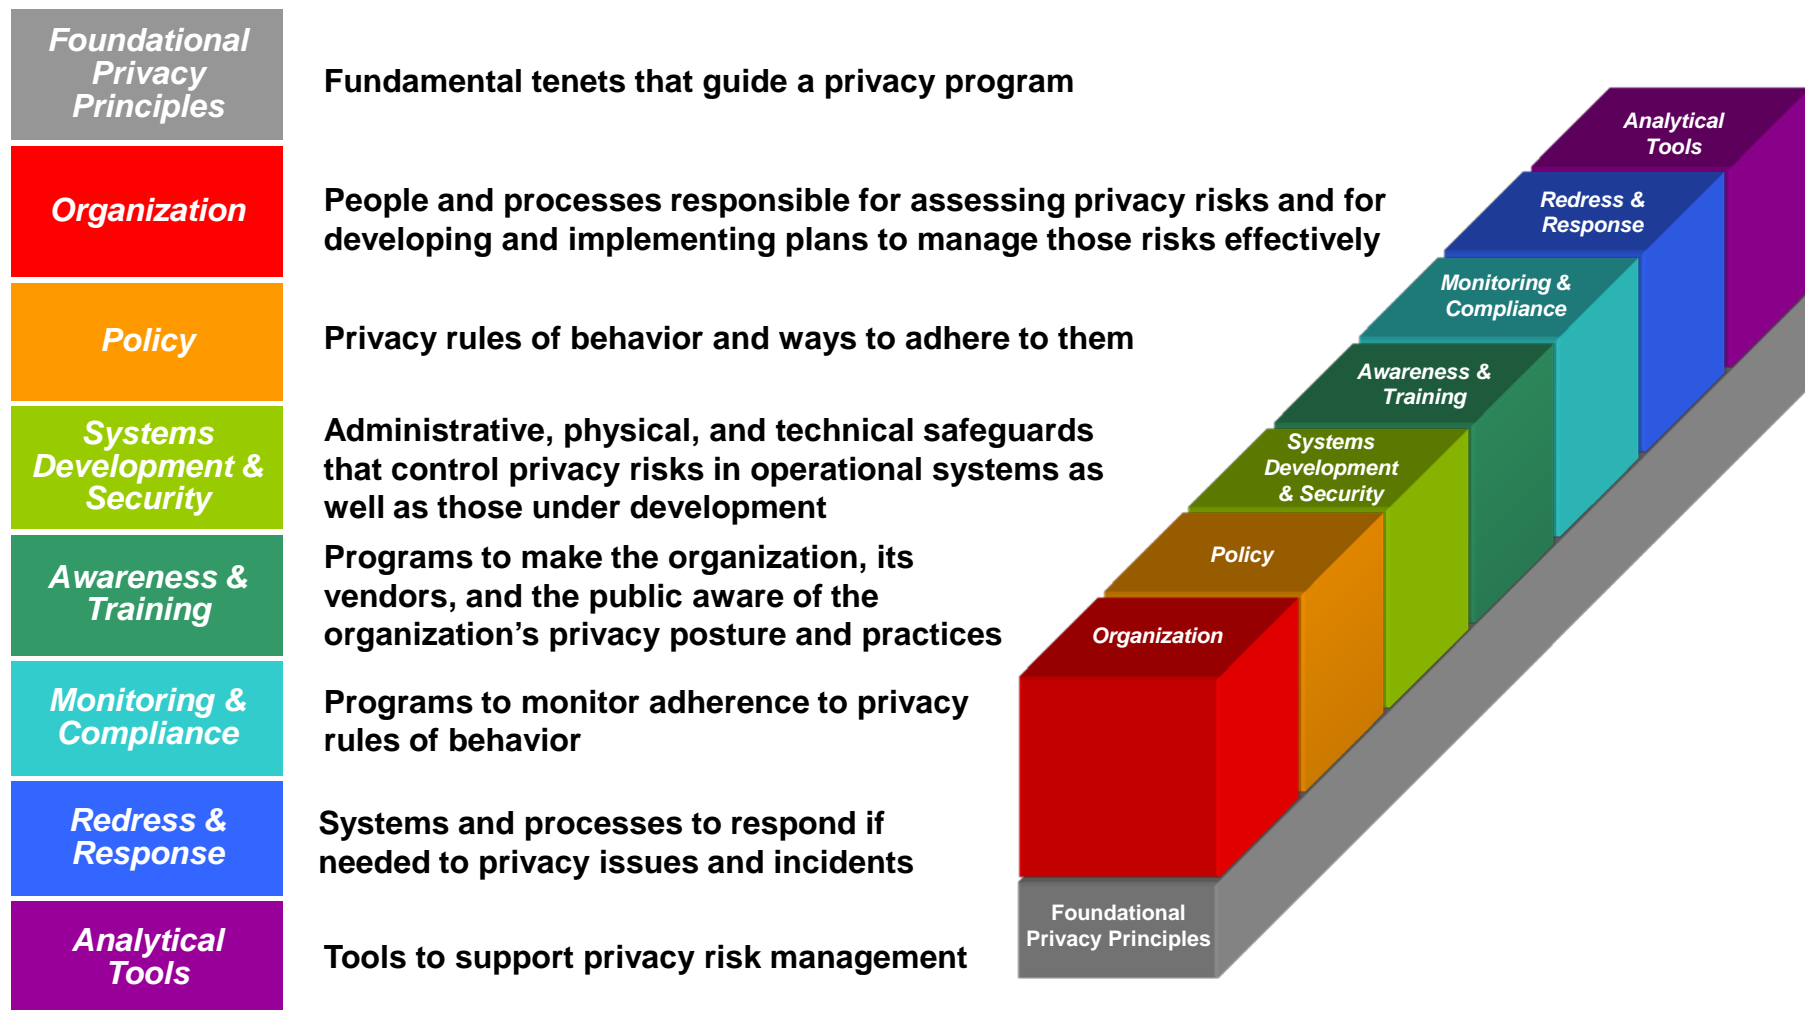 Foundational
Privacy
Principles
Fundamental tenets that guide a privacy program
Organization
People and processes responsible for assessing privacy risks and for
developing and implementing plans to manage those risks effectively
Policy
Privacy rules of behavior and ways to adhere to them
Systems
Development &
Security
Administrative, physical, and technical safeguards
that control privacy risks in operational systems as
well as those under development
Awareness &
Training
Programs to make the organization, its
vendors, and the public aware of the
organization’s privacy posture and practices
Monitoring &
Compliance
Programs to monitor adherence to privacy
rules of behavior
Redress &
Response
Systems and processes to respond if
needed to privacy issues and incidents
Analytical
Tools
Tools to support privacy risk management
Analytical
Tools
Redress &
Response
Monitoring &
Compliance
Awareness &
Training
Systems
Development
& Security
Policy
Organization
Foundational
Privacy Principles